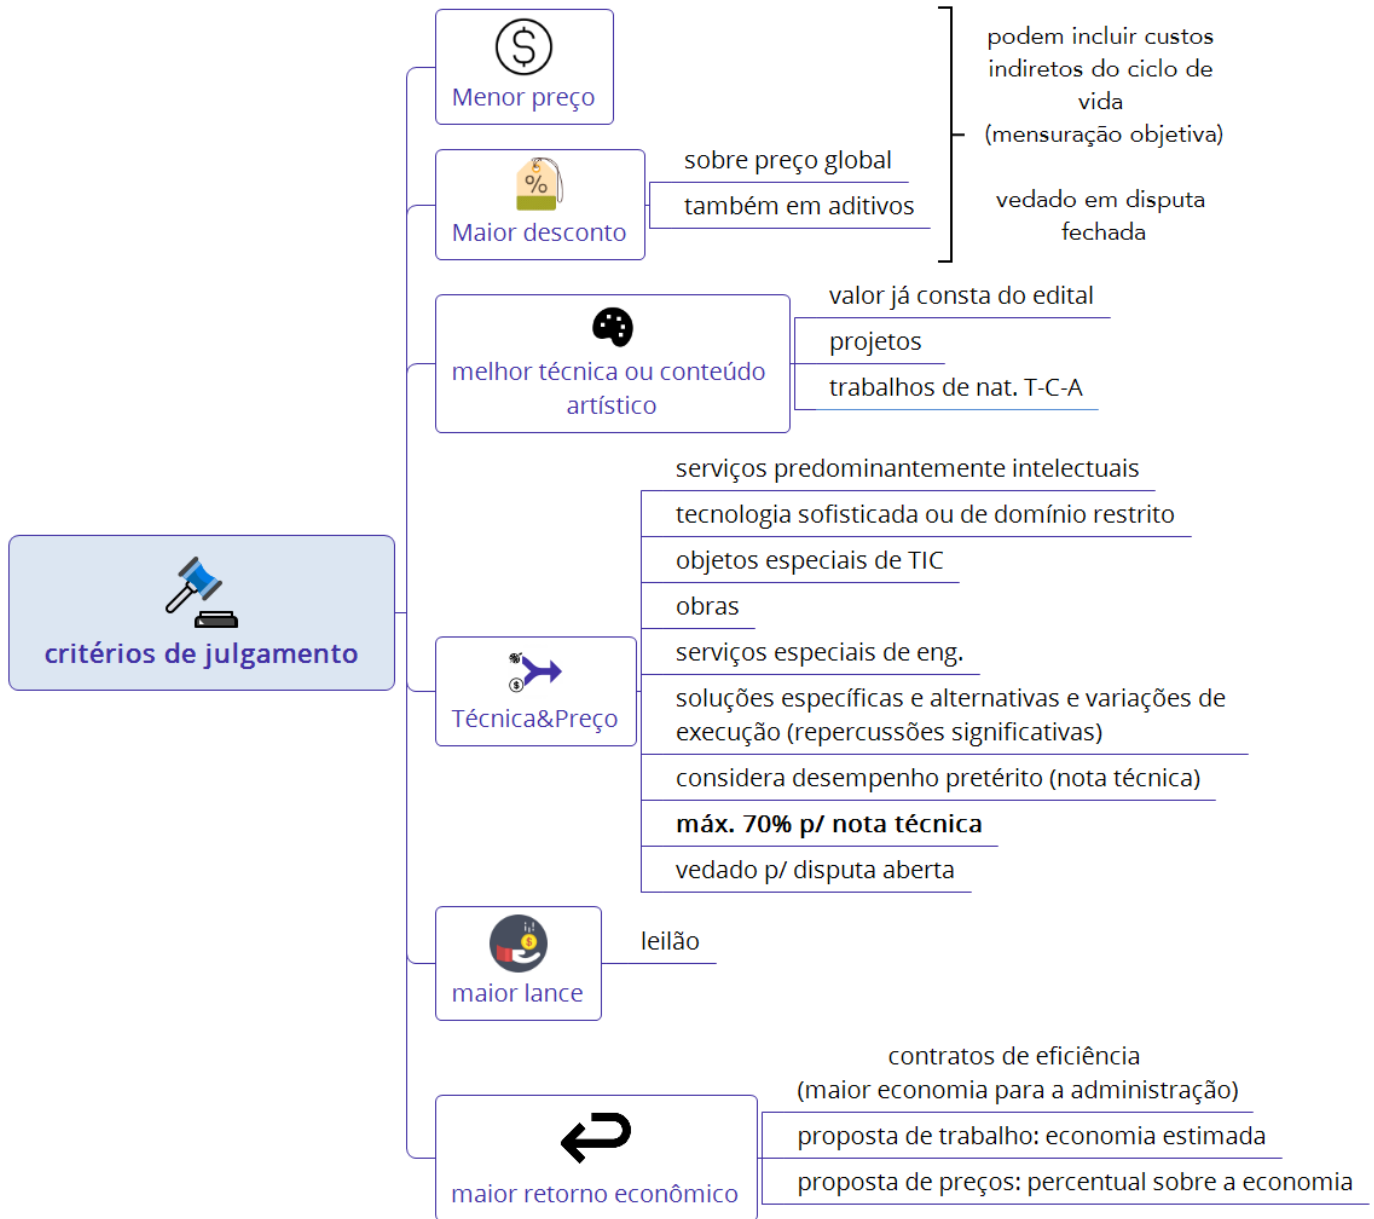 critérios de julgamento
$
Menor preço
%
Maior desconto
sobre preço global
também em aditivos
podem incluir custos
indiretos do ciclo de
vida
(mensuração objetiva)
vedado em disputa
fechada
melhor técnica ou conteúdo
artístico
valor já consta do edital
projetos
trabalhos de nat. T-C-A
$
Técnica&Preço
serviços predominantemente intelectuais
tecnologia sofisticada ou de domínio restrito
objetos especiais de TIC
obras
serviços especiais de eng.
soluções específicas e alternativas e variações de
execução (repercussões significativas)
considera desempenho pretérito (nota técnica)
máx. 70% p/ nota técnica
vedado p/ disputa aberta
$
maior lance
leilão
maior retorno econômico
contratos de eficiência
(maior economia para a administração)
proposta de trabalho: economia estimada
proposta de preços: percentual sobre a economia